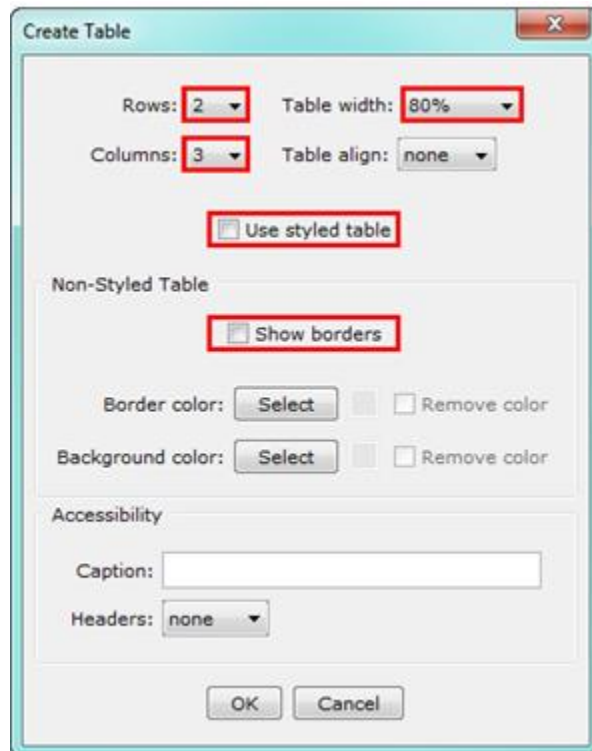 Create Table
Rows: 2 Table width: 80%
Columns: 3 Table align: none
Use styled table
Non-Styled Table
Show borders
Border color: Select Remove color
Background color: Select Remove color
Accessibility
Caption:
Headers: none
OK Cancel